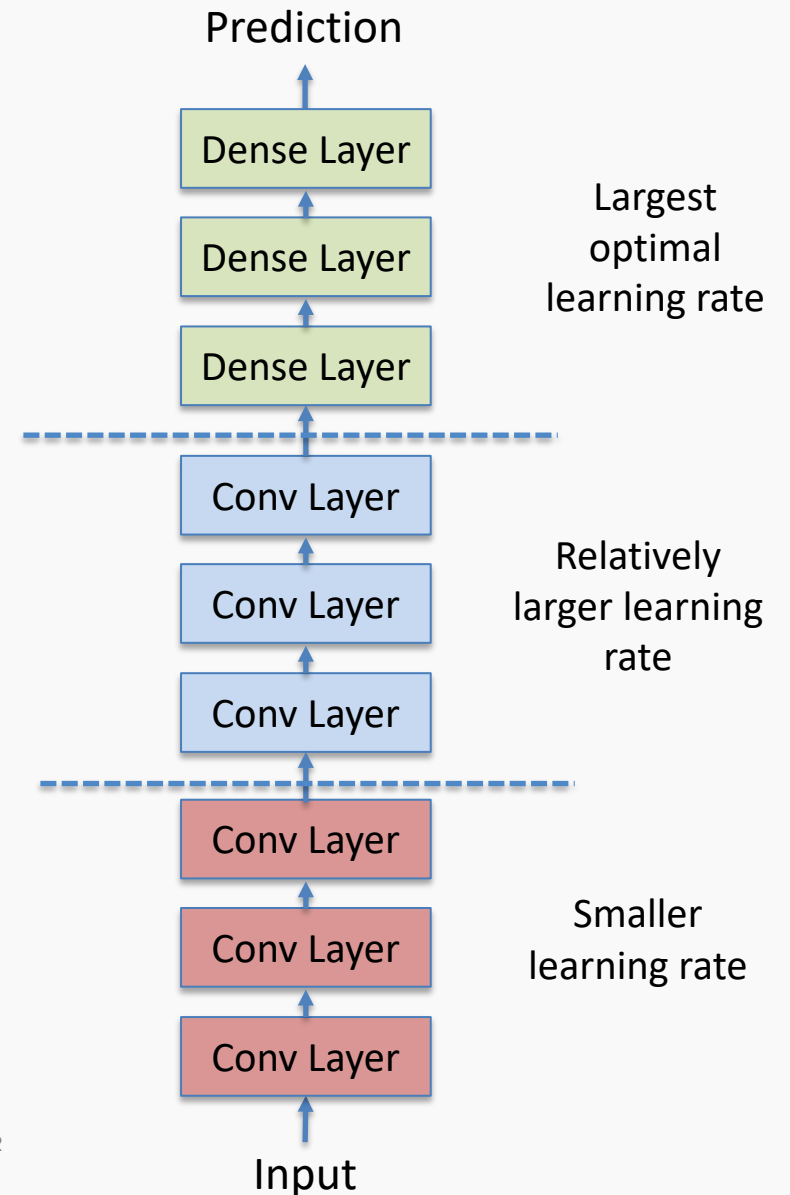 Prediction
Dense Layer
Dense Layer
Largest
optimal
learning rate
Dense Layer
Conv Layer
Conv Layer
Relatively
larger learning
rate
Conv Layer
Conv Layer
Conv Layer
Smaller
learning rate
Conv Layer
Input